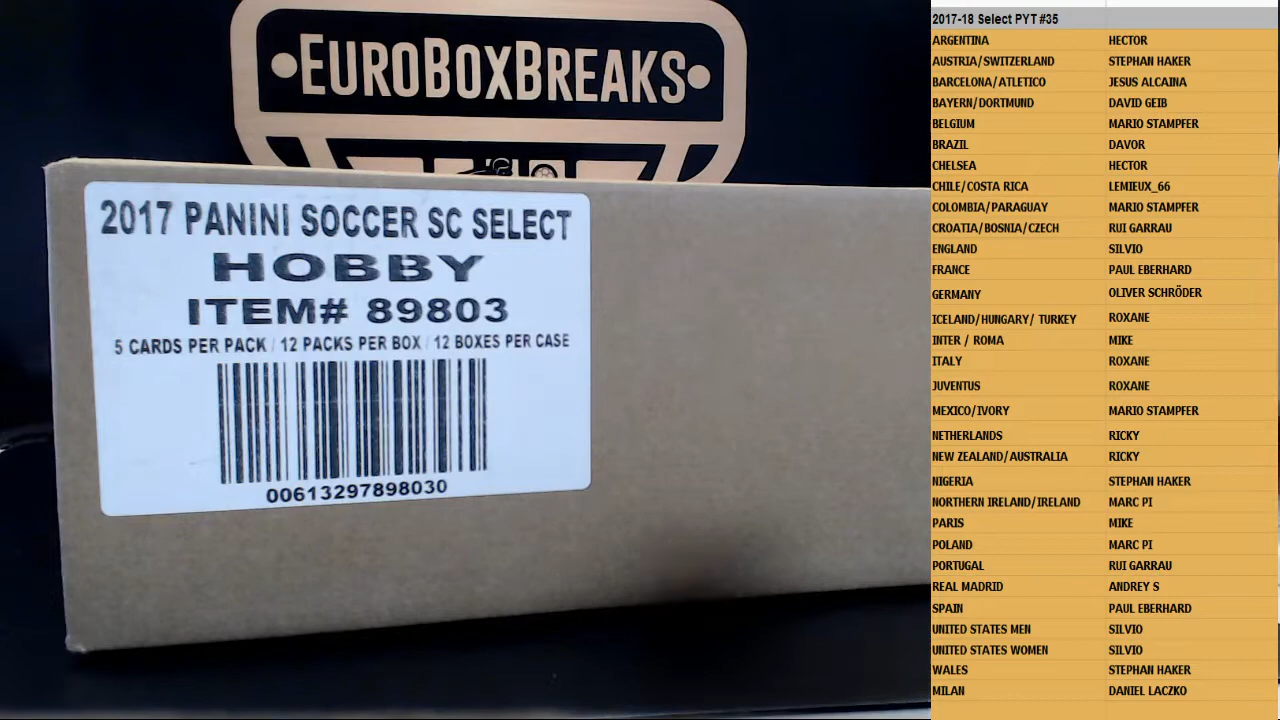 EUROBOXBREAKS
2017 PANINI SOCCER SC SELECT
HOBBY
ITEM# 89803
5 CARDS PER PACK / 12 PACKS PER BOX / 12 BOXES PER CASE
00613297898030
2017-18 Select PYT #35
ARGENTINA HECTOR
AUSTRIA/SWITZERLAND STEPHAN HAKER
BARCELONA/ATLETICO JESUS ALCAINA
BAYERN/DORTMUND DAVID GEIB
BELGIUM MARIO STAMPFER
BRAZIL DAVOR
CHELSEA HECTOR
CHILE/COSTA RICA LEMIEUX_66
COLOMBIA/PARAGUAY MARIO STAMPFER
CROATIA/BOSNIA/CZECH RUI GARRAU
ENGLAND SILVIO
FRANCE PAUL EBERHARD
GERMANY OLIVER SCHRÖDER
ICELAND/HUNGARY/ TURKEY ROXANE
INTER / ROMA MIKE
ITALY ROXANE
JUVENTUS ROXANE
MEXICO/IVORY MARIO STAMPFER
NETHERLANDS RICKY
NEW ZEALAND/AUSTRALIA RICKY
NIGERIA STEPHAN HAKER
NORTHERN IRELAND/IRELAND MARC PI
PARIS MIKE
POLAND MARC PI
PORTUGAL RUI GARRAU
REAL MADRID ANDREY S
SPAIN PAUL EBERHARD
UNITED STATES MEN SILVIO
UNITED STATES WOMEN SILVIO
WALES STEPHAN HAKER
MILAN DANIEL LACZKO